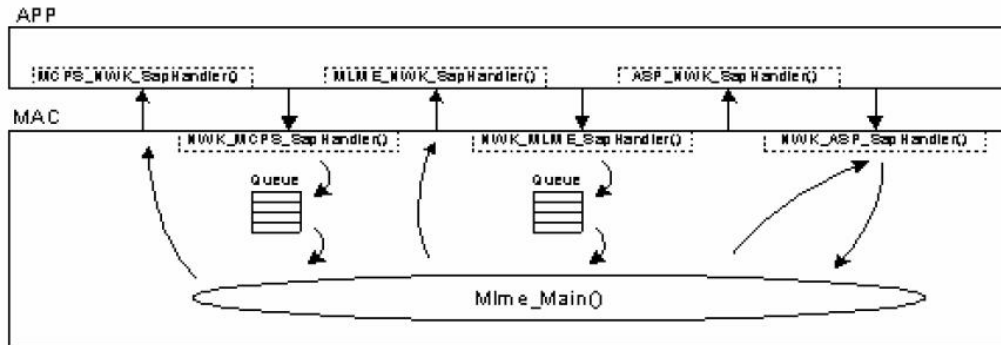 APP
MCPS_NWK_SapHandler()
MLME_NWK_SapHandler()
ASP_NWK_SapHandler()
MAC
NWK_MCPS_SapHandler()
NWK_MLME_SapHandler()
NWK_ASP_SapHandler()
Queue
Queue
Mlme_Main()